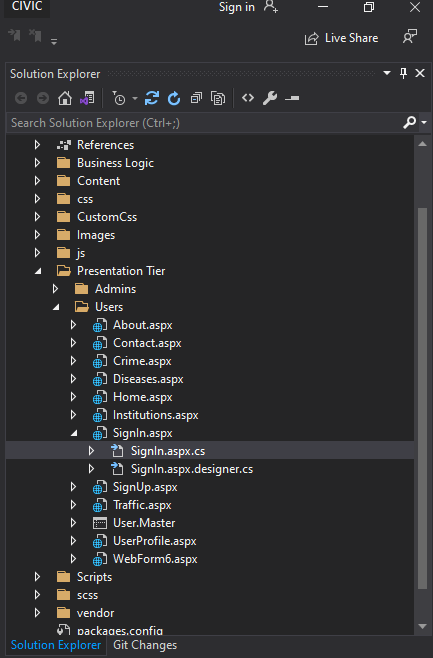 CIVIC
Sign in
Live Share
Solution Explorer
Search Solution Explorer (Ctrl+;)
References
Business Logic
Content
css
CustomCss
Images
js
Presentation Tier
Admins
Users
About.aspx
Contact.aspx
Crime.aspx
Diseases.aspx
Home.aspx
Institutions.aspx
SignIn.aspx
SignIn.aspx.cs
SignIn.aspx.designer.cs
SignUp.aspx
Traffic.aspx
User.Master
UserProfile.aspx
WebForm6.aspx
Scripts
scss
vendor
packages.config
Solution Explorer Git Changes